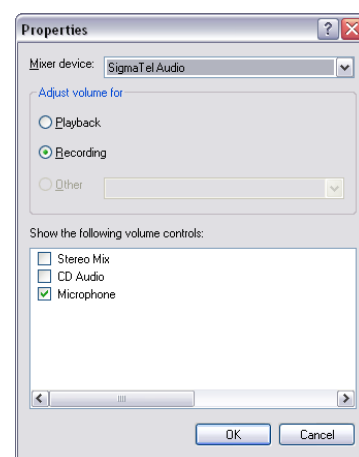 Properties
Mixer device: SigmaTel Audio
Adjust volume for
Playback
Recording
Other
Show the following volume controls:
Stereo Mix
CD Audio
Microphone
OK Cancel